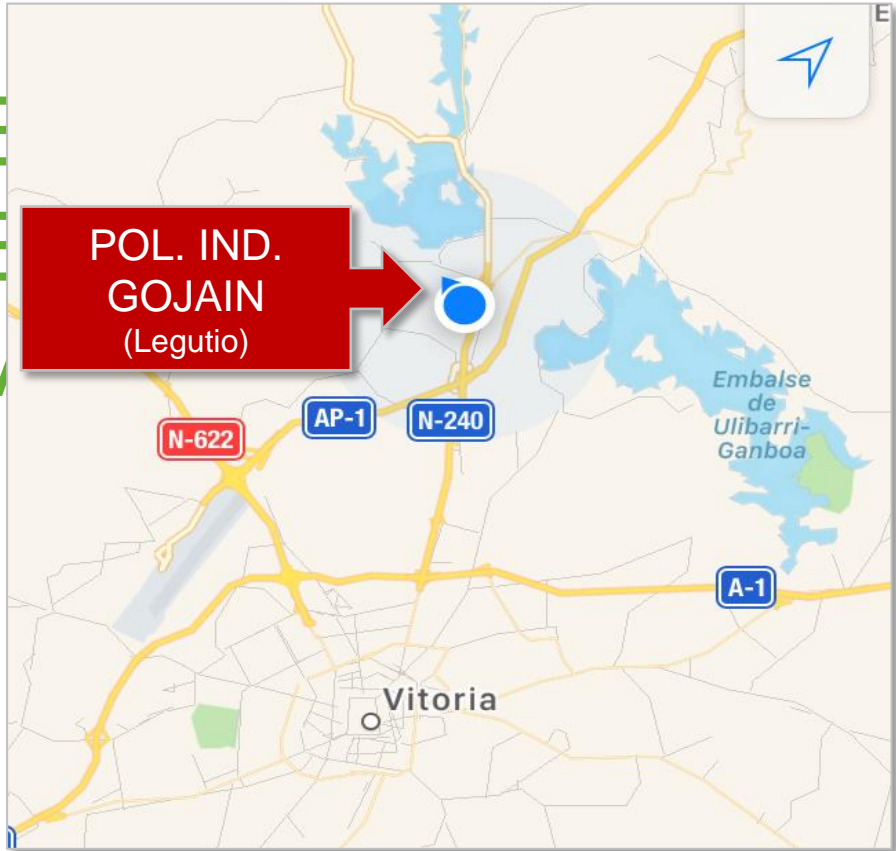 E
POL. IND.
GOJAIN
(Legutio)
Embalse
de
Ulibarri-
Ganboa
AP-1
N-240
N-622
A-1
Vitoria